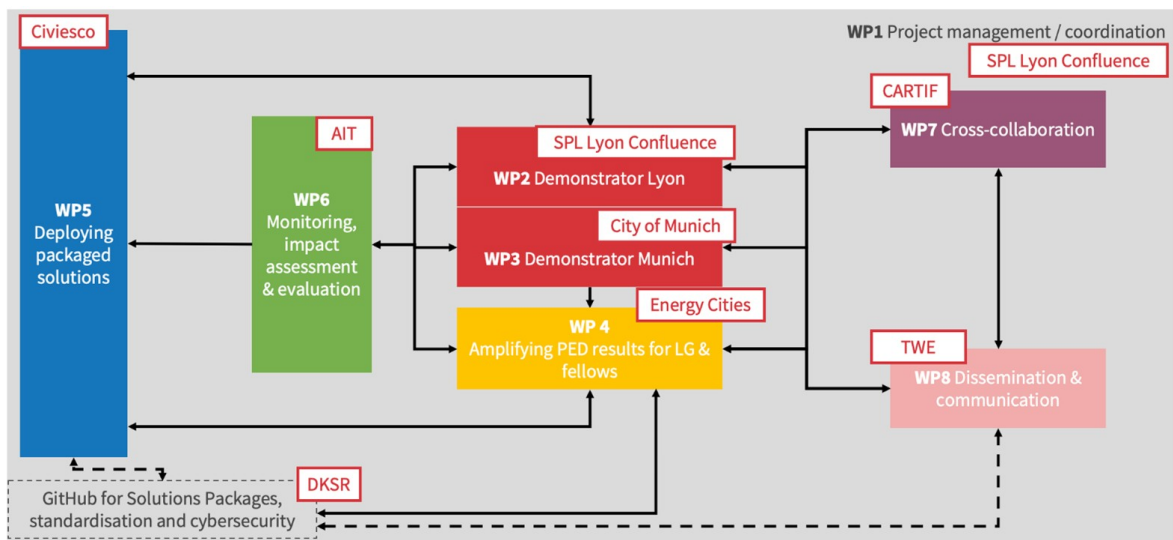 Civiesco
WP1 Project management / coordination
SPL Lyon Confluence
CARTIF
WP7 Cross-collaboration
AIT
SPL Lyon Confluence
WP2 Demonstrator Lyon
WP6
Monitoring,
impact
assessment
& evaluation
WP5
Deploying
packaged
solutions
City of Munich
WP3 Demonstrator Munich
Energy Cities
WP 4
Amplifying PED results for LG &
fellows
TWE
WP8 Dissemination &
communication
DKSR
GitHub for Solutions Packages,
standardisation and cybersecurity